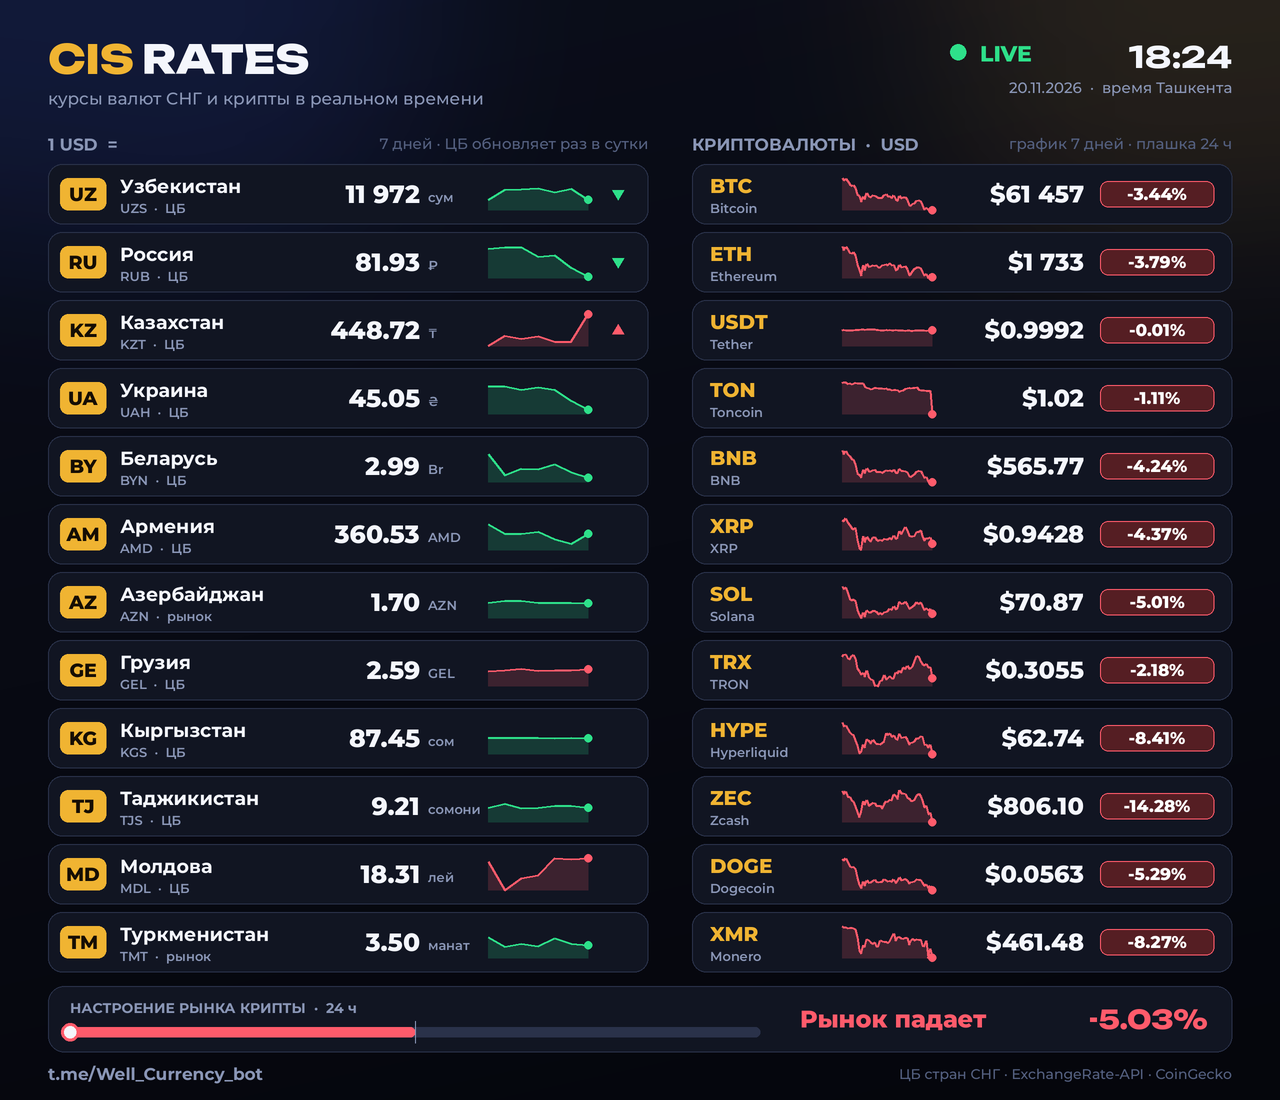 CIS RATES
курсы валют СНГ и крипты в реальном времени
LIVE 18:24
20.11.2026 · время Ташкента
1 USD = 7 дней · ЦБ обновляет раз в сутки
UZ Узбекистан 11 972 сум
UZS · ЦБ
RU Россия 81.93 ₽
RUB · ЦБ
KZ Казахстан 448.72 ₸
KZT · ЦБ
UA Украина 45.05 ₴
UAH · ЦБ
BY Беларусь 2.99 Br
BYN · ЦБ
AM Армения 360.53 AMD
AMD · ЦБ
AZ Азербайджан 1.70 AZN
AZN · рынок
GE Грузия 2.59 GEL
GEL · ЦБ
KG Кыргызстан 87.45 сом
KGS · ЦБ
TJ Таджикистан 9.21 сомони
TJS · ЦБ
MD Молдова 18.31 лей
MDL · ЦБ
TM Туркменистан 3.50 манат
TMT · рынок
КРИПТОВАЛЮТЫ · USD график 7 дней · плашка 24 ч
BTC $61 457 -3.44%
Bitcoin
ETH $1 733 -3.79%
Ethereum
USDT $0.9992 -0.01%
Tether
TON $1.02 -1.11%
Toncoin
BNB $565.77 -4.24%
BNB
XRP $0.9428 -4.37%
XRP
SOL $70.87 -5.01%
Solana
TRX $0.3055 -2.18%
TRON
HYPE $62.74 -8.41%
Hyperliquid
ZEC $806.10 -14.28%
Zcash
DOGE $0.0563 -5.29%
Dogecoin
XMR $461.48 -8.27%
Monero
НАСТРОЕНИЕ РЫНКА КРИПТЫ · 24 ч
Рынок падает -5.03%
t.me/Well_Currency_bot
ЦБ стран СНГ · ExchangeRate-API · CoinGecko